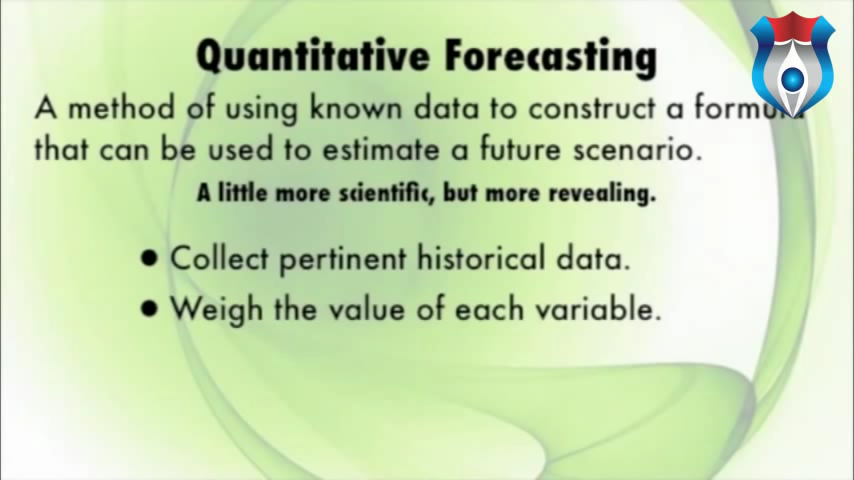 Quantitative Forecasting
A method of using known data to construct a formula
that can be used to estimate a future scenario.
A little more scientific, but more revealing.
● Collect pertinent historical data.
● Weigh the value of each variable.